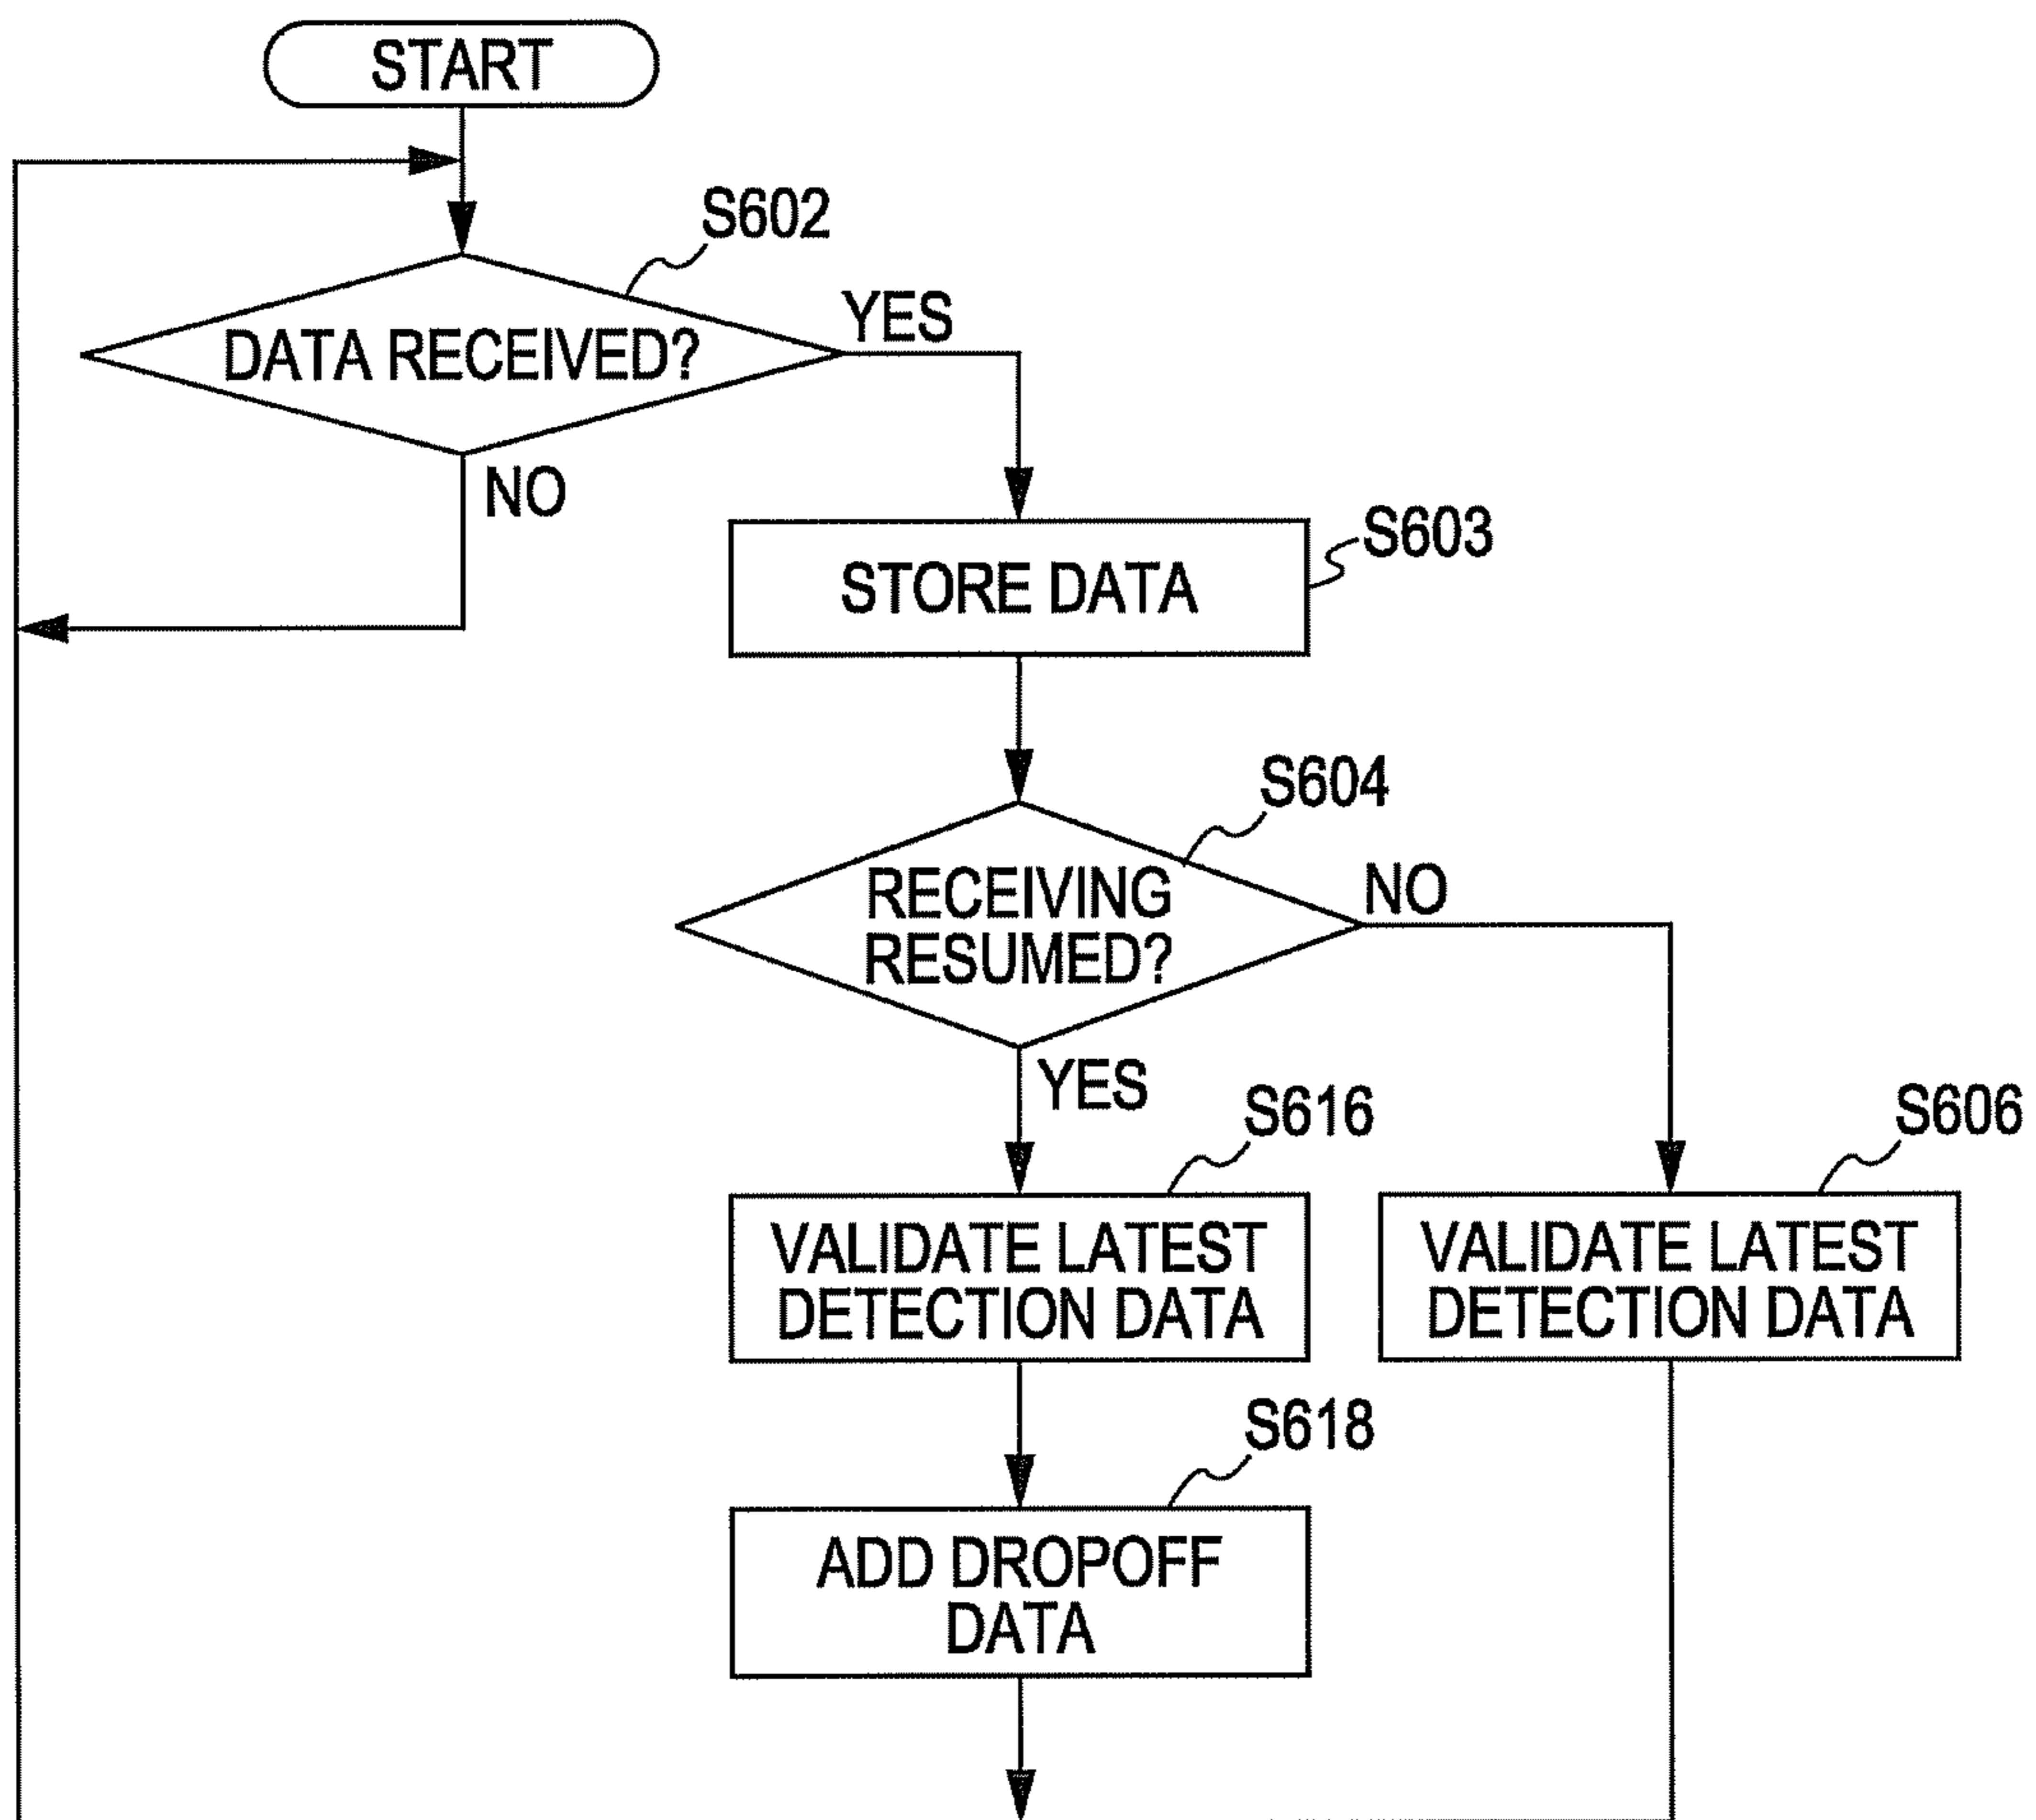 START
S602
DATA RECEIVED?
YES
NO
S603
STORE DATA
S604
RECEIVING
RESUMED?
NO
YES
S616
VALIDATE LATEST
DETECTION DATA
S606
VALIDATE LATEST
DETECTION DATA
S618
ADD DROPOFF
DATA